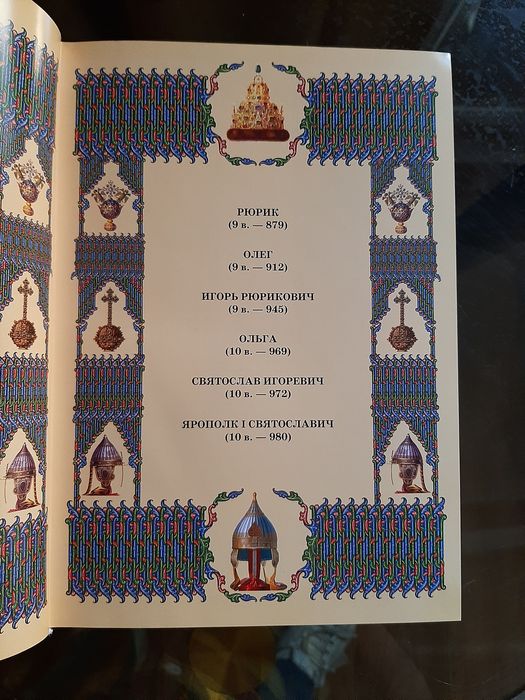 РЮРИК
(9 в. — 879)
ОЛЕГ
(9 в. — 912)
ИГОРЬ РЮРИКОВИЧ
(9 в. — 945)
ОЛЬГА
(10 в. — 969)
СВЯТОСЛАВ ИГОРЕВИЧ
(10 в. — 972)
ЯРОПОЛК I СВЯТОСЛАВИЧ
(10 в. — 980)